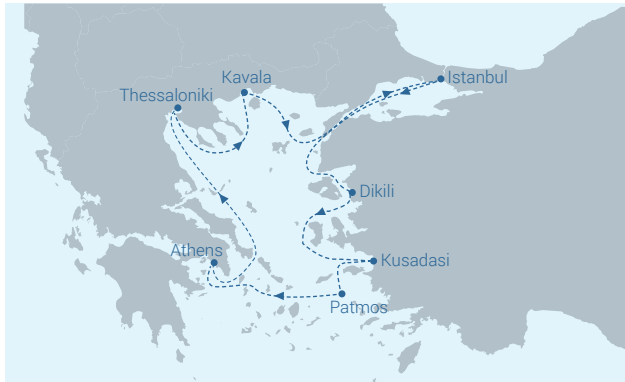 Kavala
Istanbul
Thessaloniki
Dikili
Athens
Kusadasi
Patmos